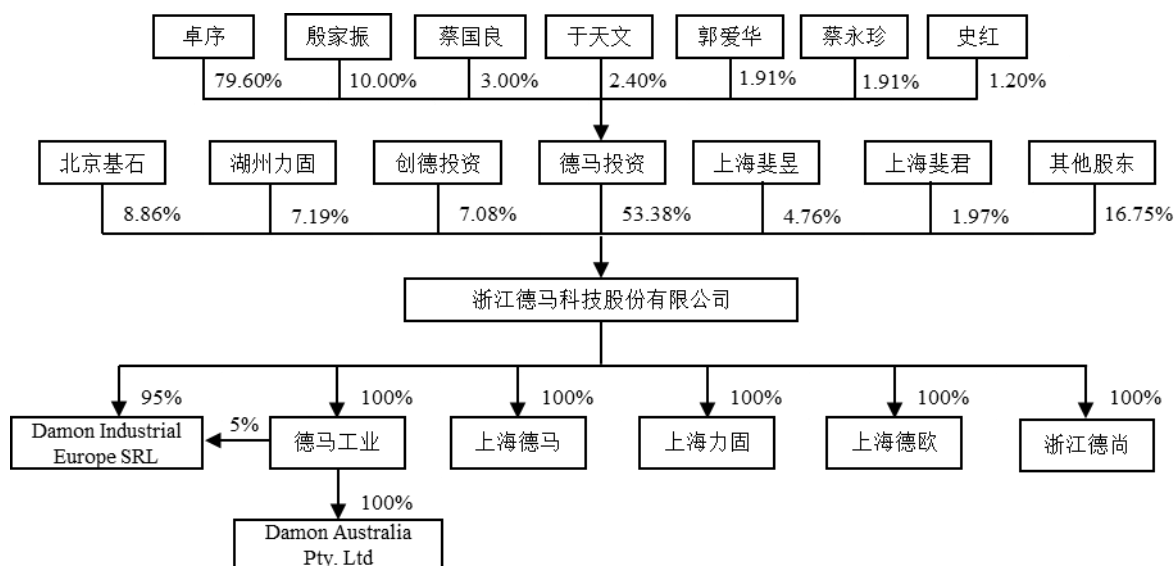 卓序 殷家振 蔡国良 于天文 郭爱华 蔡永珍 史红
79.60% 10.00% 3.00% 2.40% 1.91% 1.91% 1.20%
北京基石 湖州力固 创德投资 德马投资 上海斐昱 上海斐君 其他股东
8.86% 7.19% 7.08% 53.38% 4.76% 1.97% 16.75%
浙江德马科技股份有限公司
95% 100% 100% 100% 100% 100%
Damon Industrial
Europe SRL
5%
德马工业 上海德马 上海力固 上海德欧 浙江德尚
100%
Damon Australia
Pty. Ltd